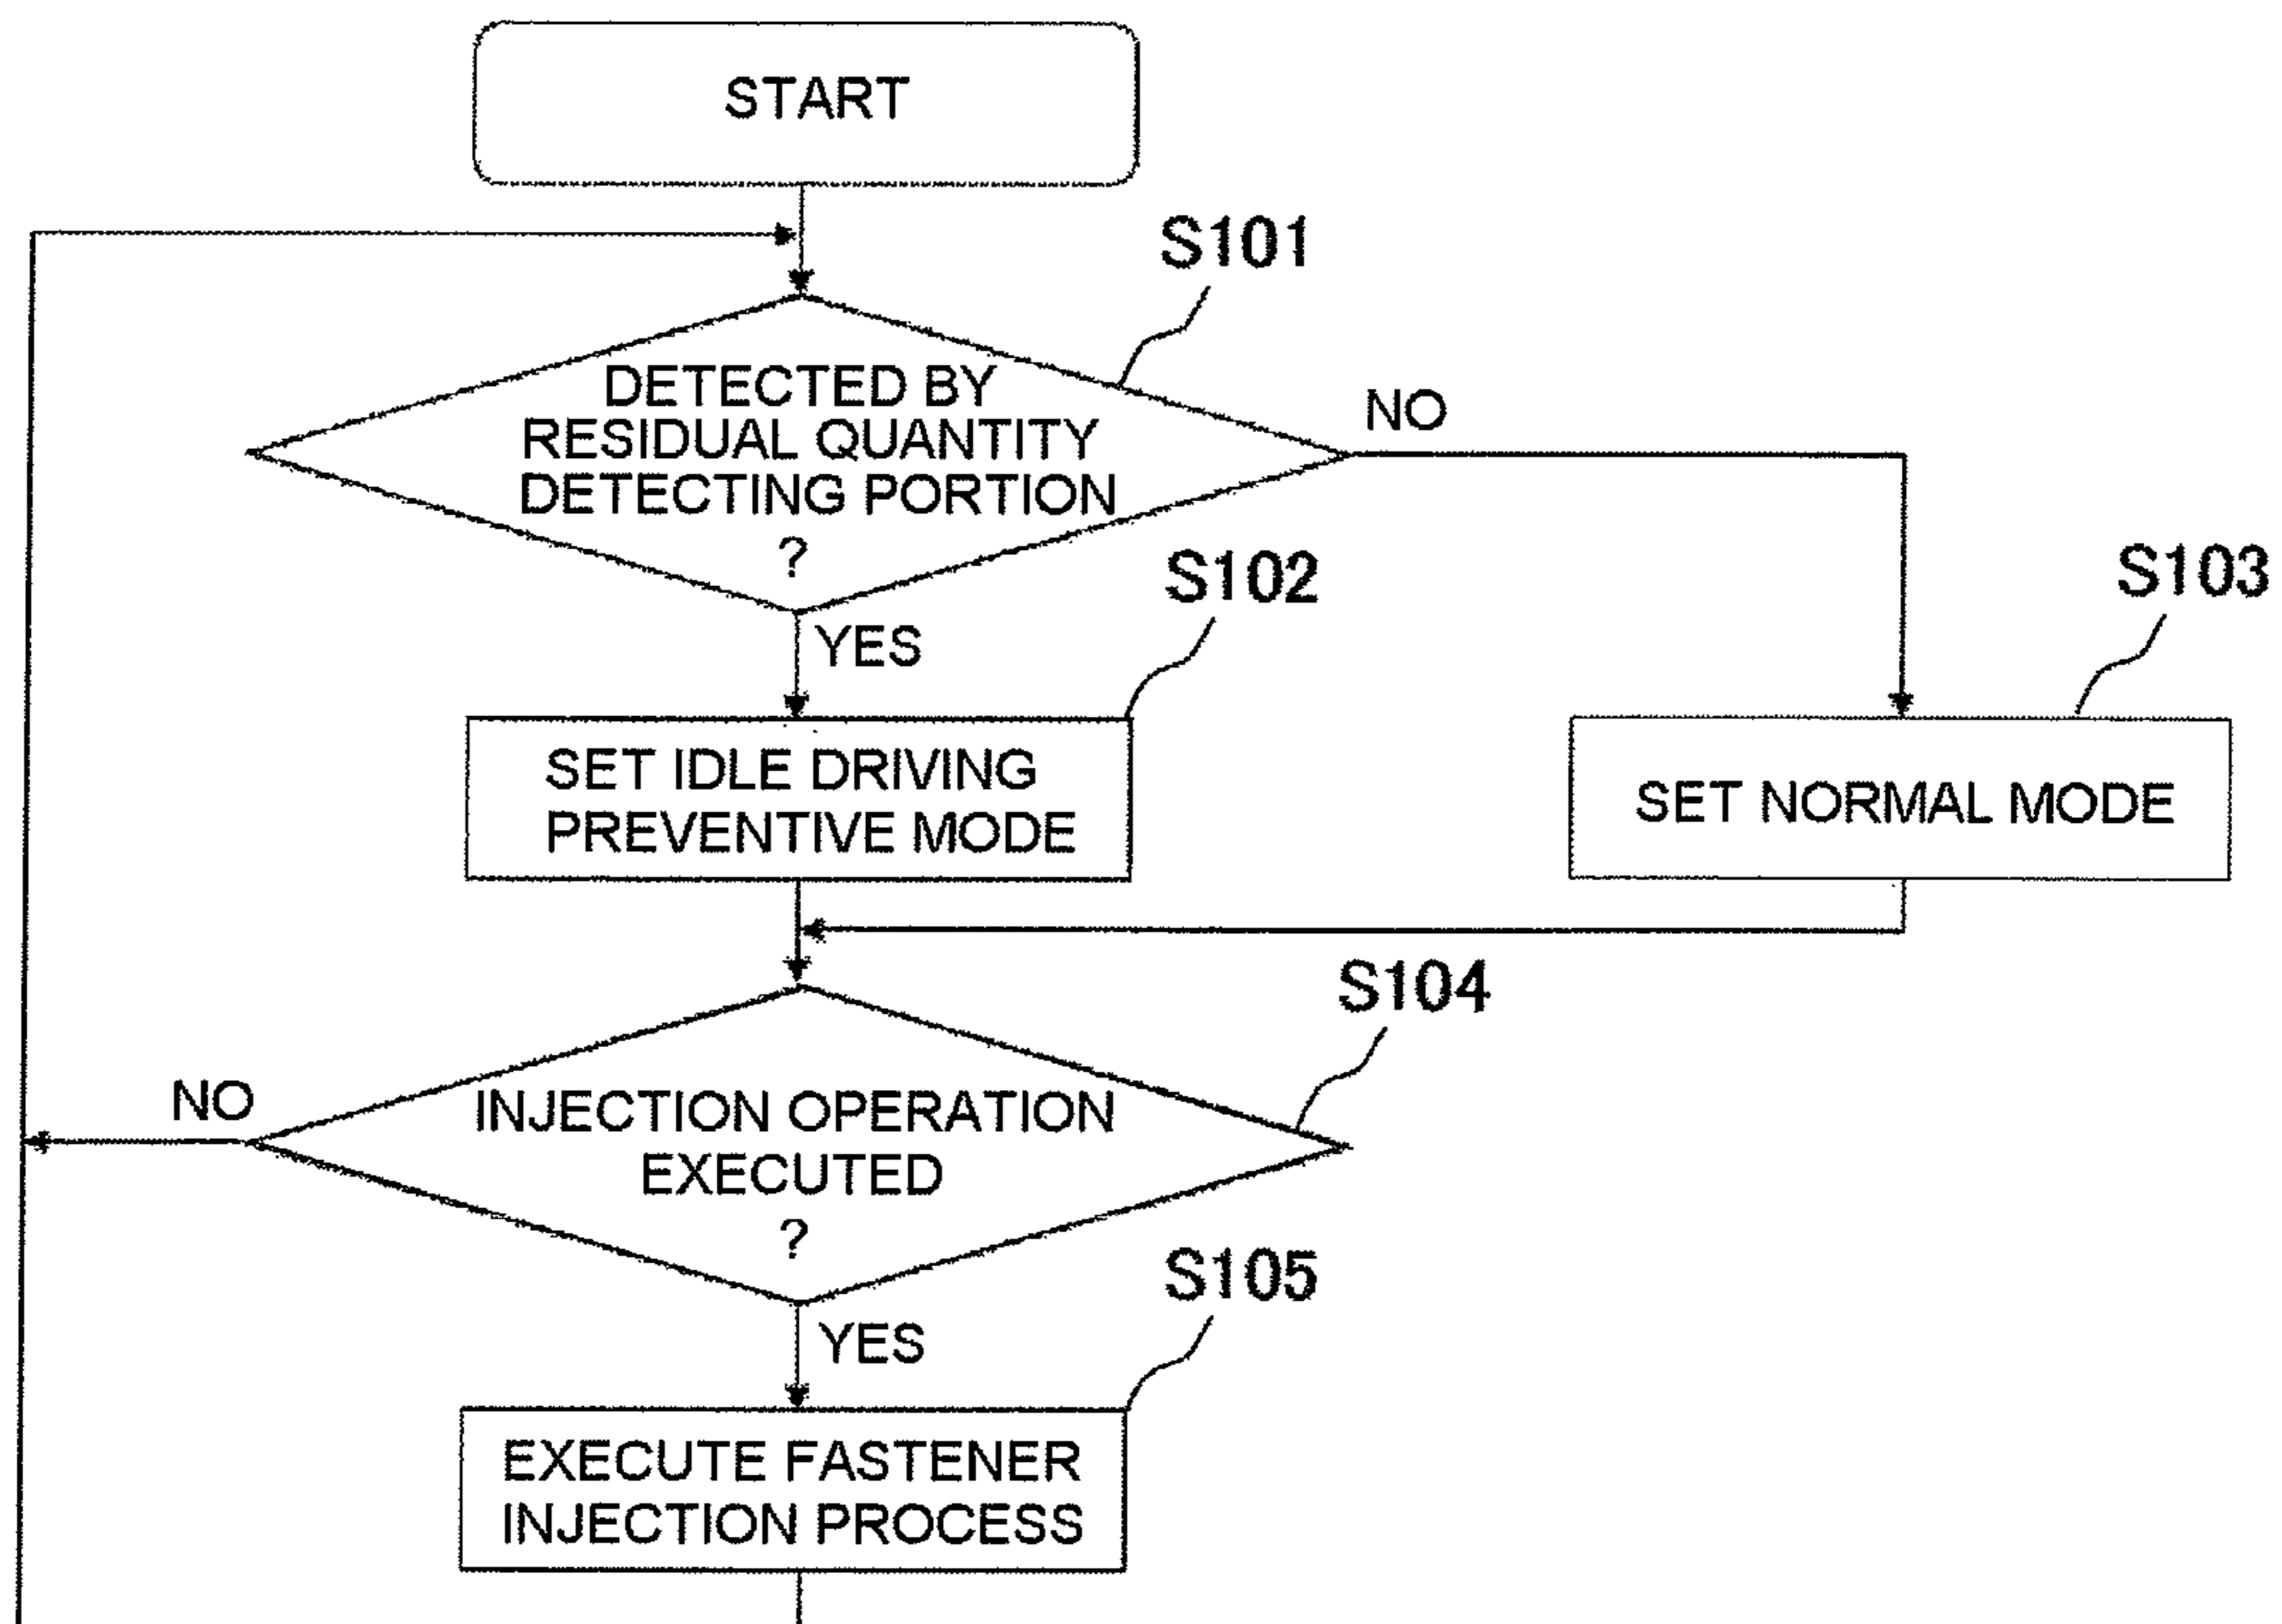 START
S101
DETECTED BY
RESIDUAL QUANTITY
DETECTING PORTION
?
NO
YES
S102
SET IDLE DRIVING
PREVENTIVE MODE
S103
SET NORMAL MODE
S104
INJECTION OPERATION
EXECUTED
?
NO
YES
S105
EXECUTE FASTENER
INJECTION PROCESS